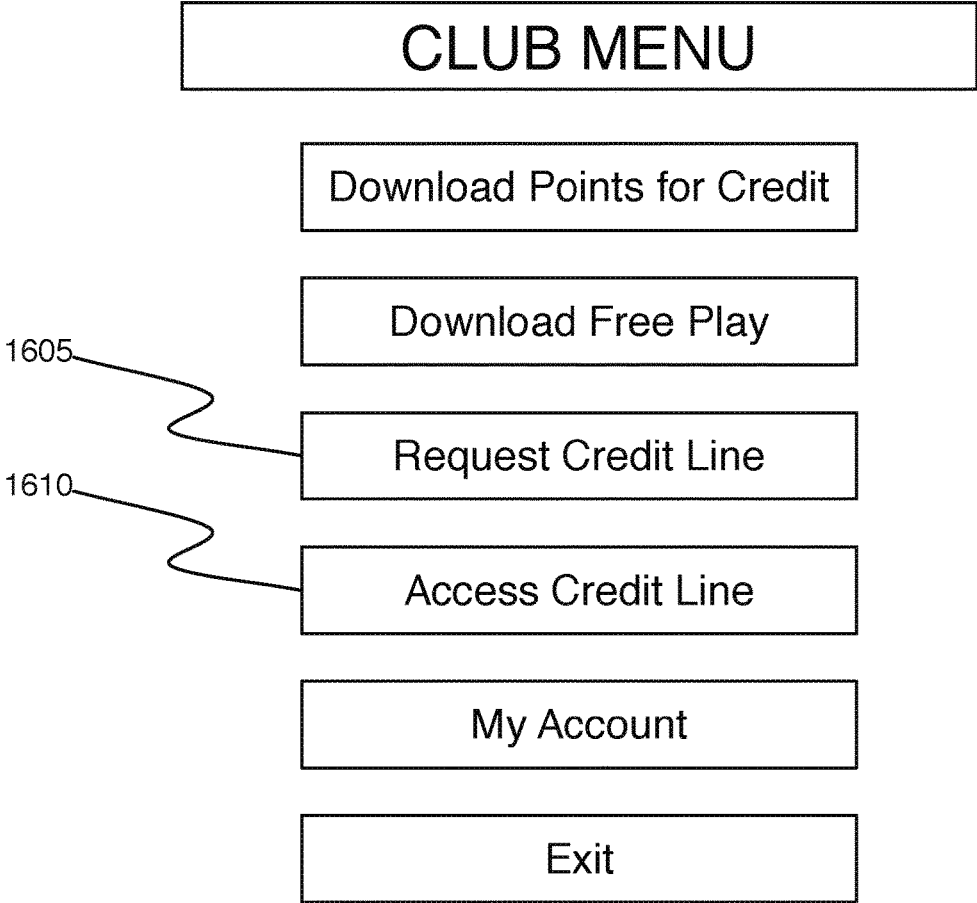 CLUB MENU
Download Points for Credit
Download Free Play
1605
Request Credit Line
1610
Access Credit Line
My Account
Exit